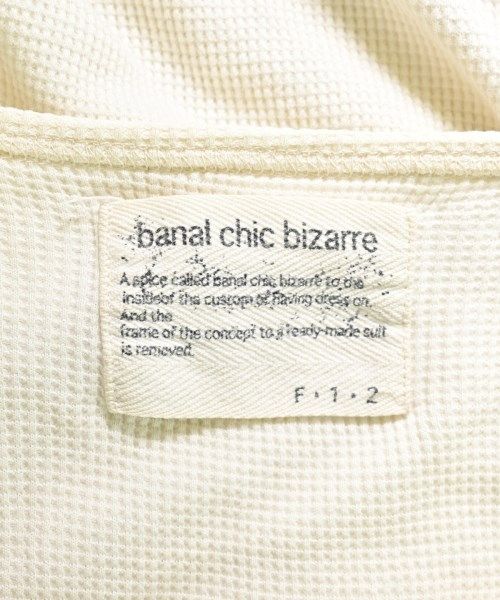 banal chic bizarre
A spice called banal chic bizarre to the
inside of the custom of having dress on.
And the
frame of the concept to a ready-made suit
is removed.
F・1・2